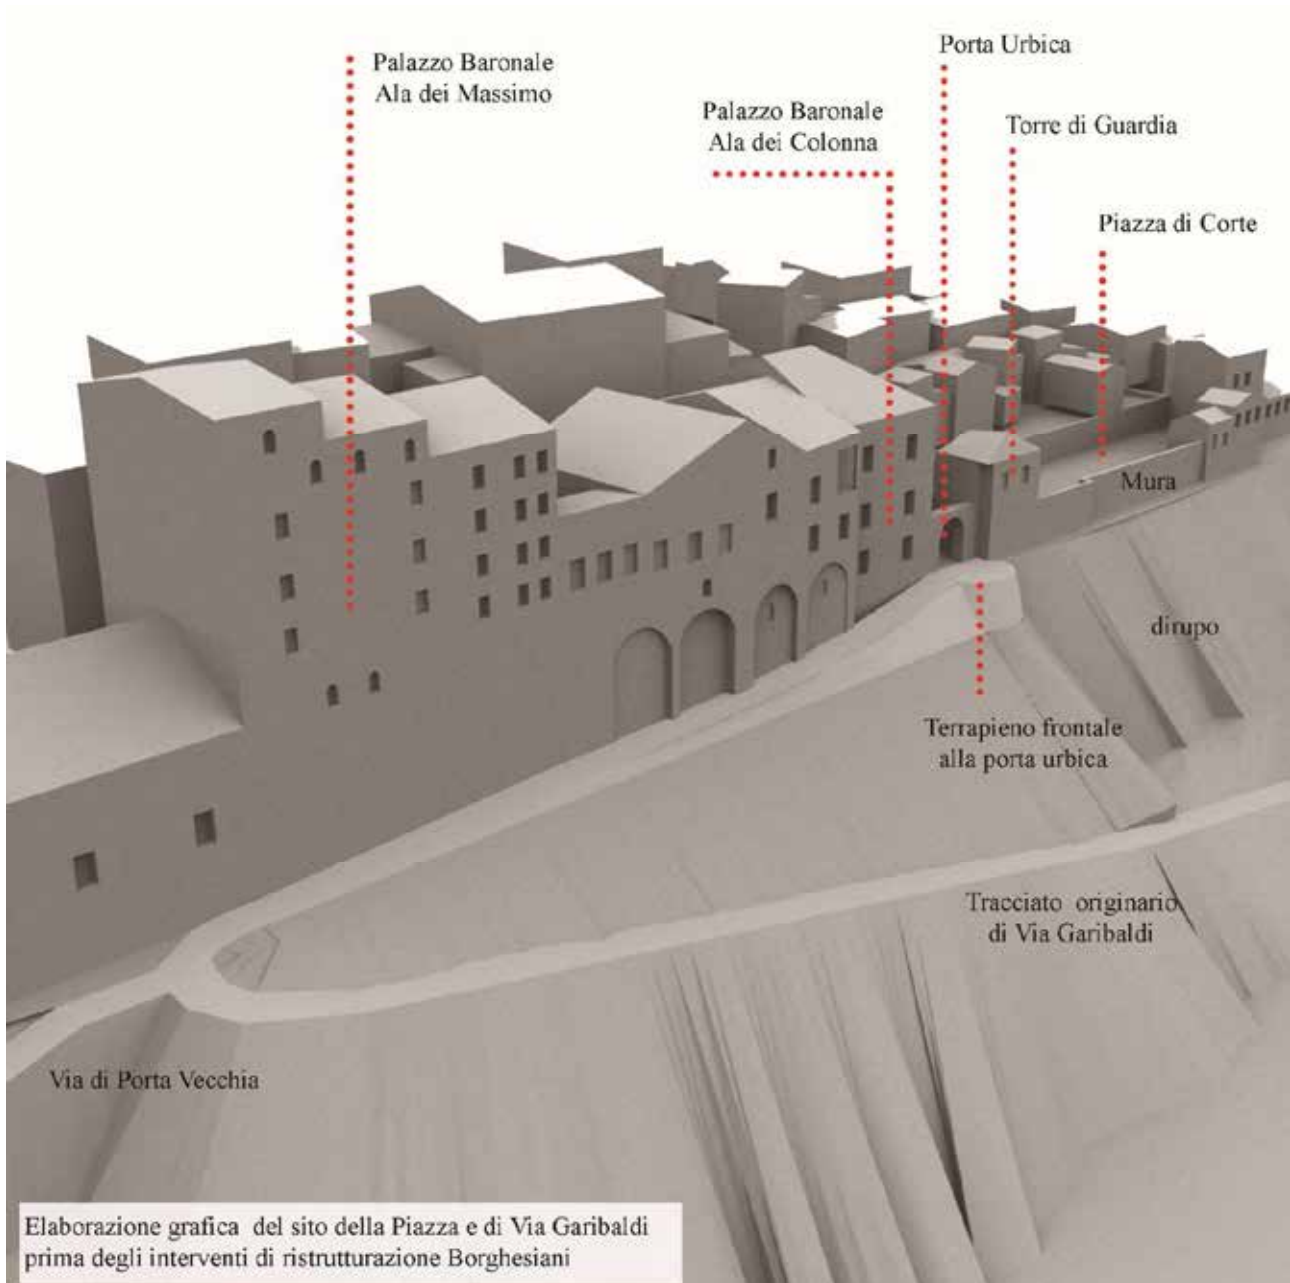 Porta Urbica
Palazzo Baronale
Ala dei Massimo
Palazzo Baronale
Ala dei Colonna
Torre di Guardia
Piazza di Corte
Mura
dirupo
Terrapieno frontale
alla porta urbica
Tracciato originario
di Via Garibaldi
Via di Porta Vecchia
Elaborazione grafica del sito della Piazza e di Via Garibaldi
prima degli interventi di ristrutturazione Borghesiani